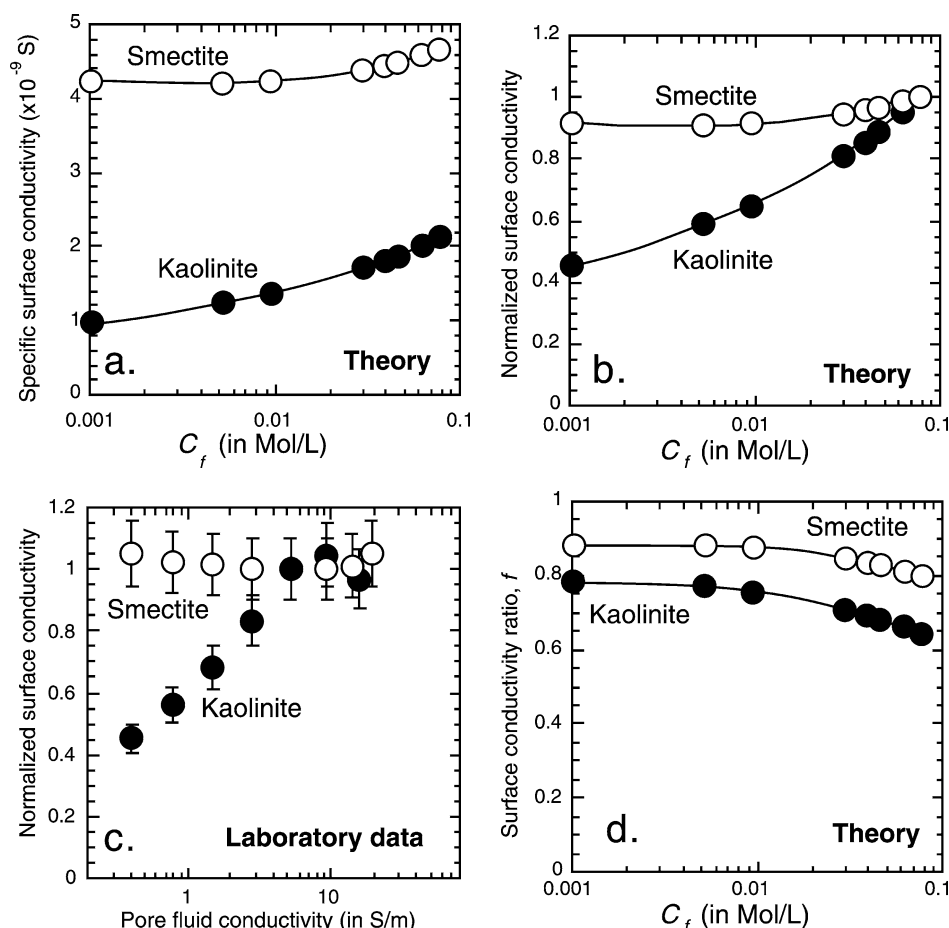 5
4
3
2
1
0
Specific surface conductivity (x10⁻⁹ S)
Smectite
Kaolinite
a.
Theory
0.001
0.01
0.1
C_f (in Mol/L)
1.2
1
0.8
0.6
0.4
0.2
0
Normalized surface conductivity
Smectite
Kaolinite
b.
Theory
0.001
0.01
0.1
C_f (in Mol/L)
1.2
1
0.8
0.6
0.4
0.2
0
Normalized surface conductivity
Smectite
Kaolinite
c.
Laboratory data
1
10
Pore fluid conductivity (in S/m)
1
0.8
0.6
0.4
0.2
0
Surface conductivity ratio, f
Smectite
Kaolinite
d.
Theory
0.001
0.01
0.1
C_f (in Mol/L)